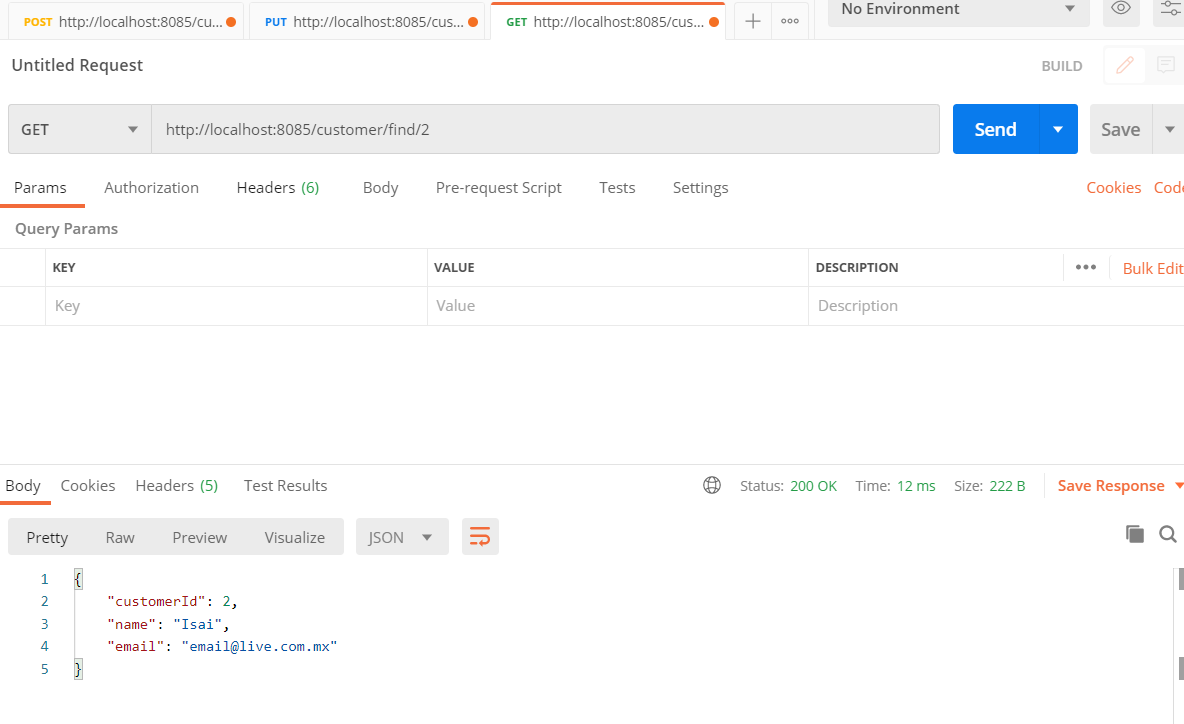 POST http://localhost:8085/cu... PUT http://localhost:8085/cus... GET http://localhost:8085/cus... No Environment
Untitled Request BUILD
GET http://localhost:8085/customer/find/2 Send Save
Params Authorization Headers (6) Body Pre-request Script Tests Settings Cookies Code
Query Params
KEY VALUE DESCRIPTION Bulk Edit
Key Value Description
Body Cookies Headers (5) Test Results Status: 200 OK Time: 12 ms Size: 222 B Save Response
Pretty Raw Preview Visualize JSON
1 {
2 "customerId": 2,
3 "name": "Isai",
4 "email": "email@live.com.mx"
5 }